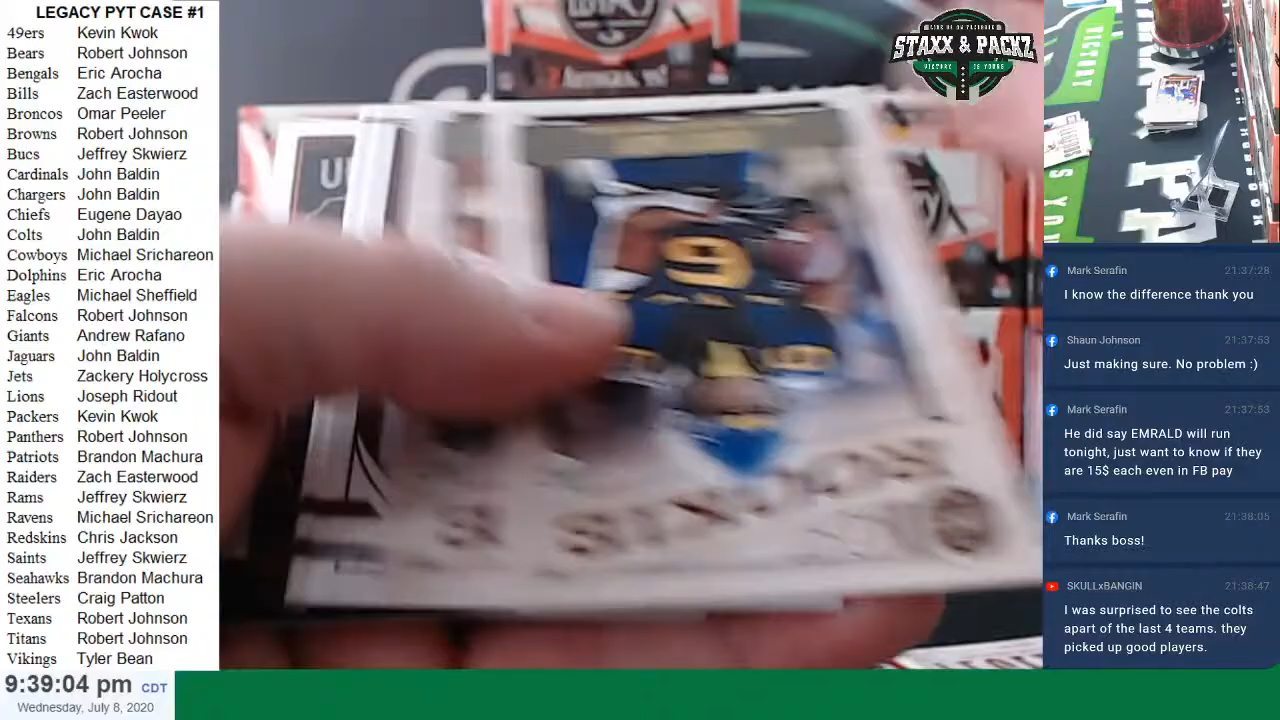 LEGACY PYT CASE #1
49ers Kevin Kwok
Bears Robert Johnson
Bengals Eric Arocha
Bills Zach Easterwood
Broncos Omar Peeler
Browns Robert Johnson
Bucs Jeffrey Skwierz
Cardinals John Baldin
Chargers John Baldin
Chiefs Eugene Dayao
Colts John Baldin
Cowboys Michael Srichareon
Dolphins Eric Arocha
Eagles Michael Sheffield
Falcons Robert Johnson
Giants Andrew Rafano
Jaguars John Baldin
Jets Zackery Holycross
Lions Joseph Ridout
Packers Kevin Kwok
Panthers Robert Johnson
Patriots Brandon Machura
Raiders Zach Easterwood
Rams Jeffrey Skwierz
Ravens Michael Srichareon
Redskins Chris Jackson
Saints Jeffrey Skwierz
Seahawks Brandon Machura
Steelers Craig Patton
Texans Robert Johnson
Titans Robert Johnson
Vikings Tyler Bean
9:39:04 pm CDT
Wednesday, July 8, 2020
9
STAXX & PACKZ
VICTORY IS YOURS
VICTORY
Mark Serafin 21:37:28
I know the difference thank you
Shaun Johnson 21:37:53
Just making sure. No problem :)
Mark Serafin 21:37:53
He did say EMRALD will run
tonight, just want to know if they
are 15$ each even in FB pay
Mark Serafin 21:38:05
Thanks boss!
SKULLxBANGIN 21:38:47
I was surprised to see the colts
apart of the last 4 teams. they
picked up good players.